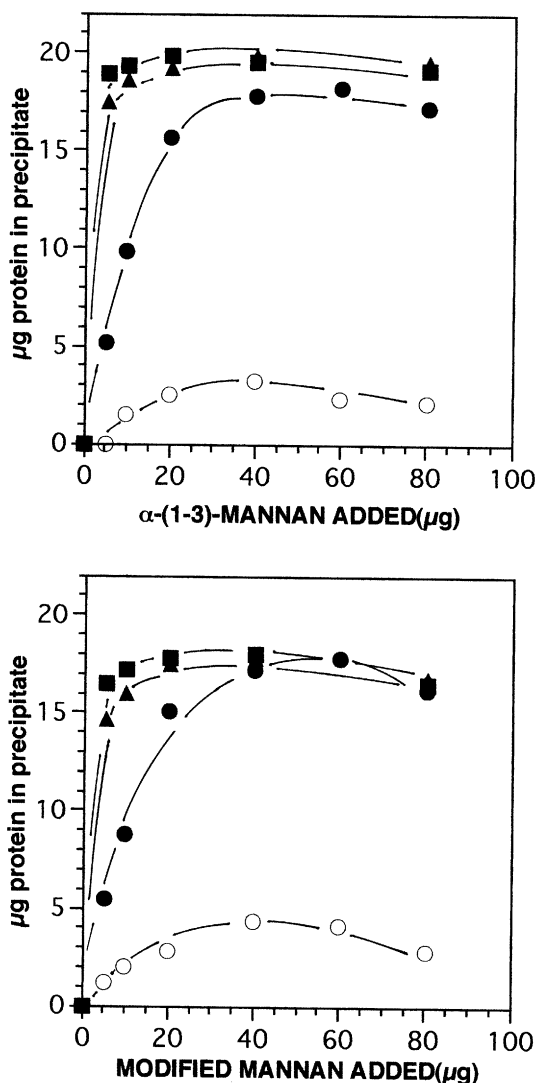 µg protein in precipitate
20
15
10
5
0
0 20 40 60 80 100
α-(1-3)-MANNAN ADDED(µg)
µg protein in precipitate
20
15
10
5
0
0 20 40 60 80 100
MODIFIED MANNAN ADDED(µg)